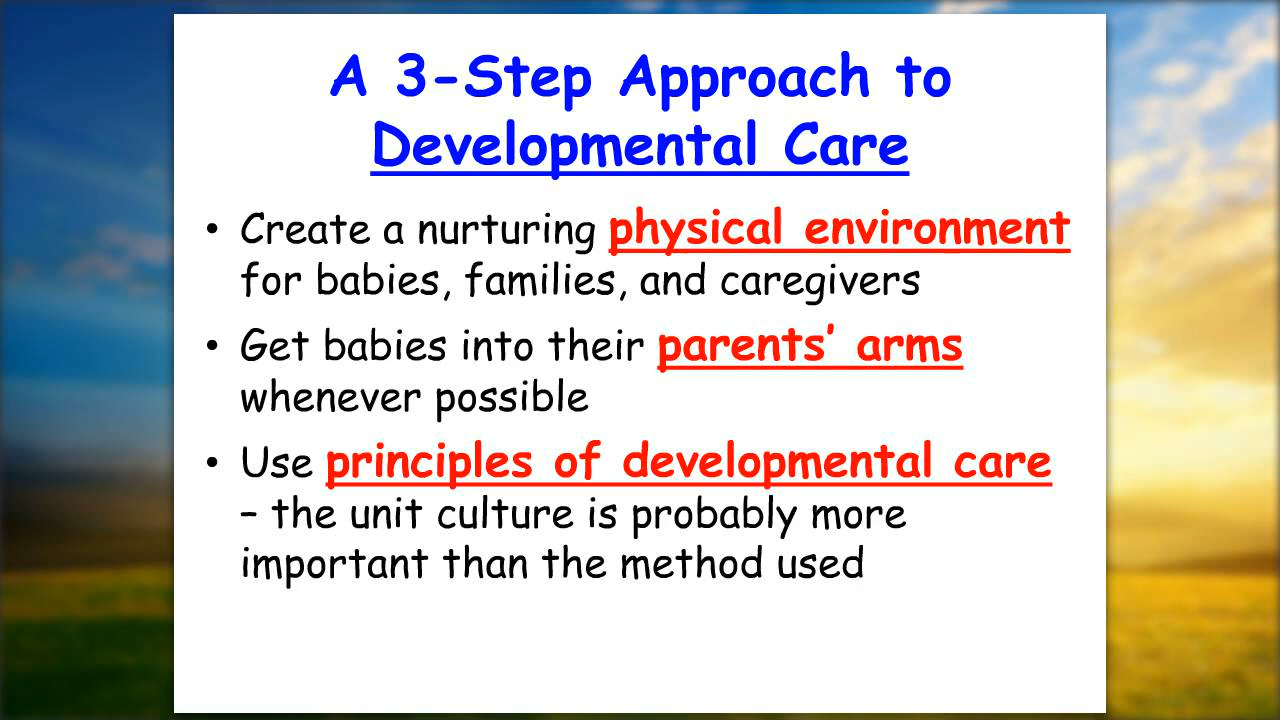 A 3-Step Approach to
Developmental Care
• Create a nurturing physical environment
for babies, families, and caregivers
• Get babies into their parents’ arms
whenever possible
• Use principles of developmental care
– the unit culture is probably more
important than the method used